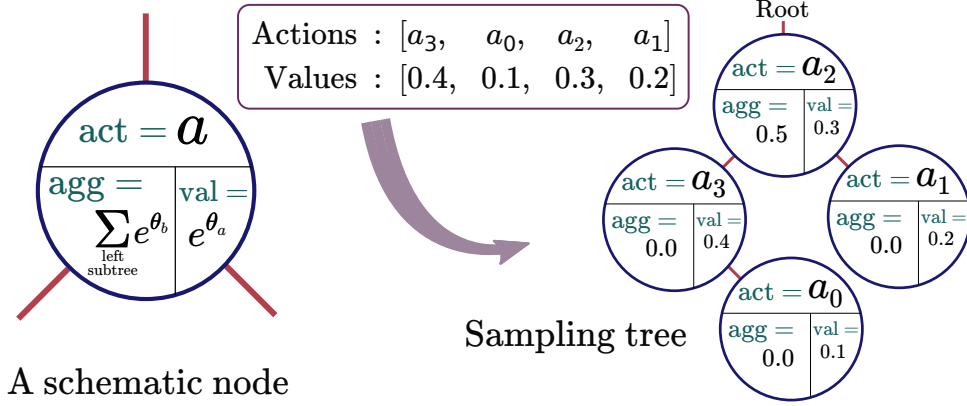 Actions : [a₃, a₀, a₂, a₁]
Values : [0.4, 0.1, 0.3, 0.2]
act = a
agg =
∑ e^θ_b
left
subtree
val =
e^θ_a
A schematic node
Root
act = a₂
agg =
0.5
val =
0.3
act = a₃
agg =
0.0
val =
0.4
act = a₁
agg =
0.0
val =
0.2
act = a₀
agg =
0.0
val =
0.1
Sampling tree